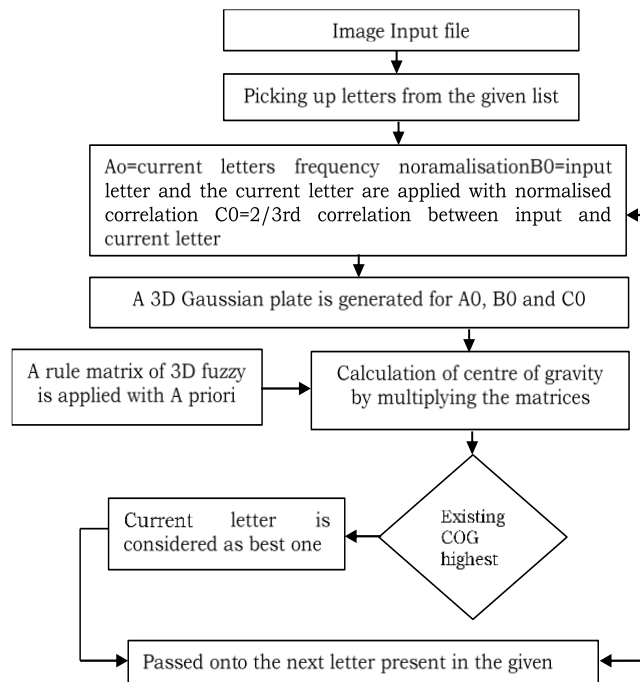 Image Input file
Picking up letters from the given list
Ao=current letters frequency noramalisationB0=input
letter and the current letter are applied with normalised
correlation C0=2/3rd correlation between input and
current letter
A 3D Gaussian plate is generated for A0, B0 and C0
A rule matrix of 3D fuzzy
is applied with A priori
Calculation of centre of gravity
by multiplying the matrices
Existing
COG
highest
Current letter is
considered as best one
Passed onto the next letter present in the given